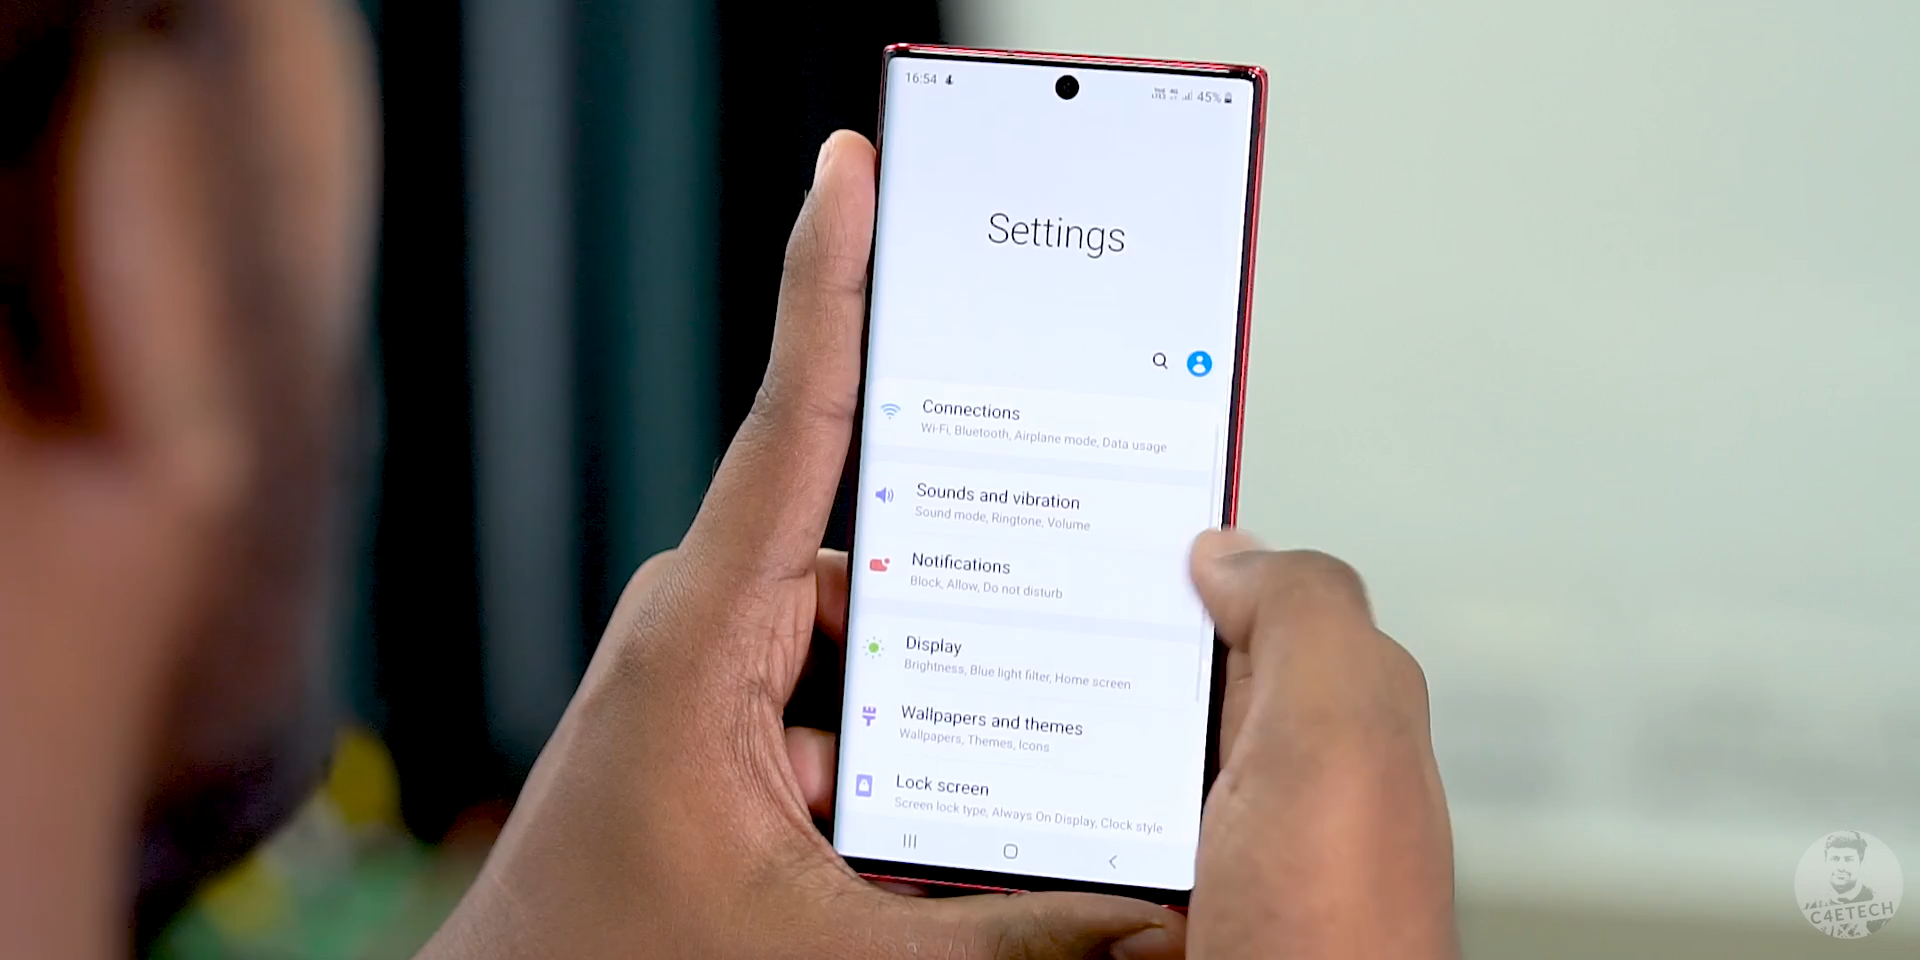 16:54
45%
Settings
Connections
Wi-Fi, Bluetooth, Airplane mode, Data usage
Sounds and vibration
Sound mode, Ringtone, Volume
Notifications
Block, Allow, Do not disturb
Display
Brightness, Blue light filter, Home screen
Wallpapers and themes
Wallpapers, Themes, Icons
Lock screen
Screen lock type, Always On Display, Clock style
C4ETECH